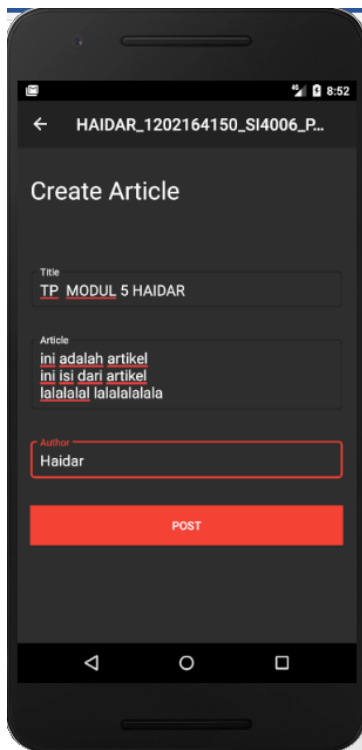 4G 8:52
HAIDAR_1202164150_SI4006_P...
Create Article
Title
TP MODUL 5 HAIDAR
Article
ini adalah artikel
ini isi dari artikel
lalalalal lalalalalala
Author
Haidar
POST